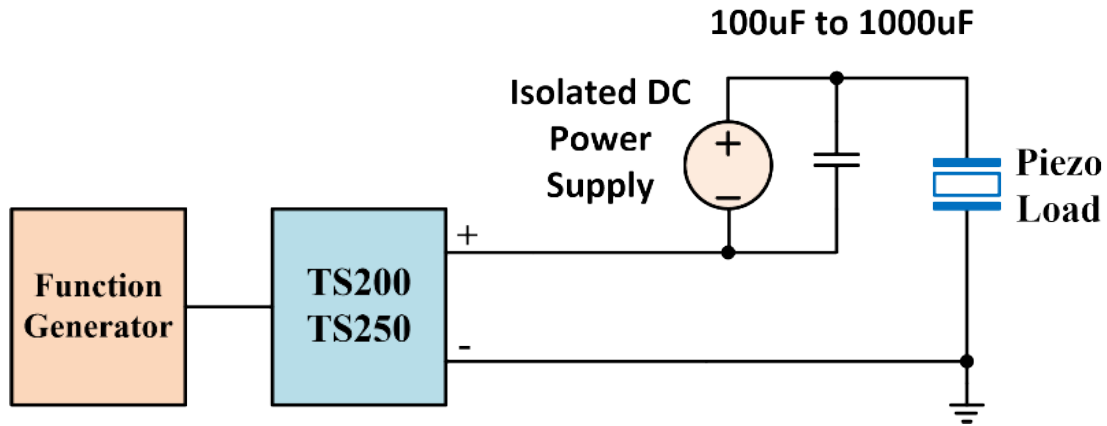 100uF to 1000uF
Isolated DC
Power
Supply
+
−
Piezo
Load
Function
Generator
TS200
TS250
+
-